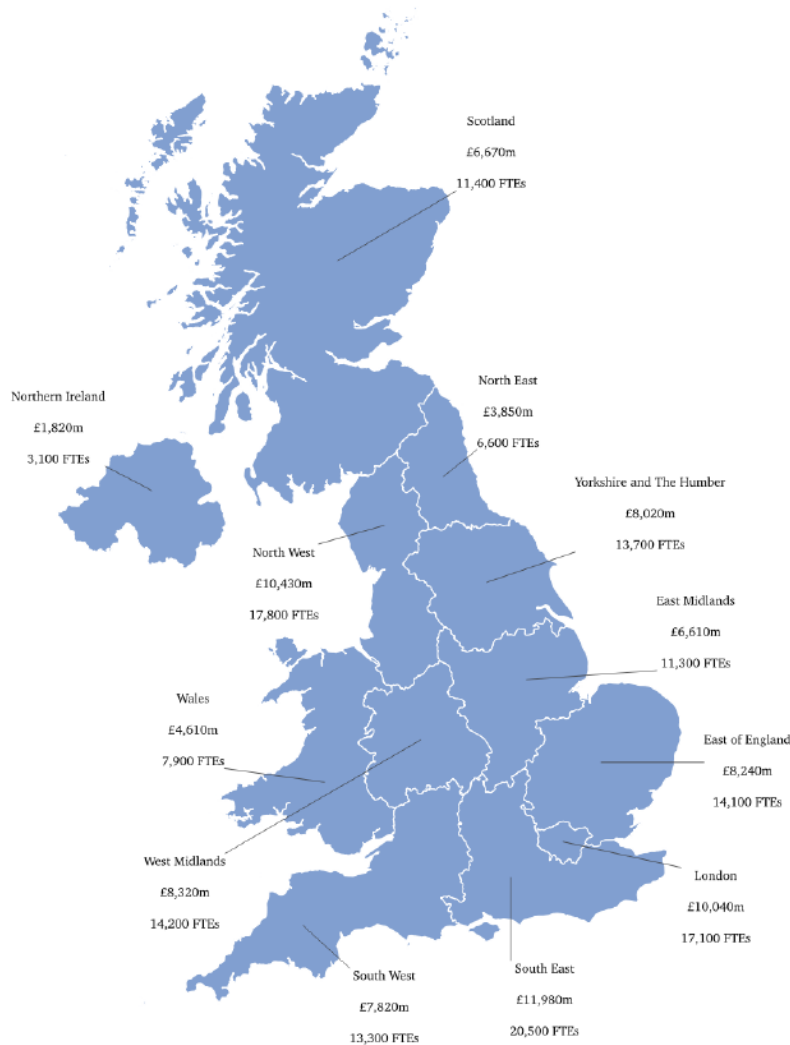 Scotland
£6,670m
11,400 FTEs
North East
£3,850m
6,600 FTEs
Northern Ireland
£1,820m
3,100 FTEs
Yorkshire and The Humber
£8,020m
13,700 FTEs
North West
£10,430m
17,800 FTEs
East Midlands
£6,610m
11,300 FTEs
Wales
£4,610m
7,900 FTEs
East of England
£8,240m
14,100 FTEs
West Midlands
£8,320m
14,200 FTEs
London
£10,040m
17,100 FTEs
South West
£7,820m
13,300 FTEs
South East
£11,980m
20,500 FTEs